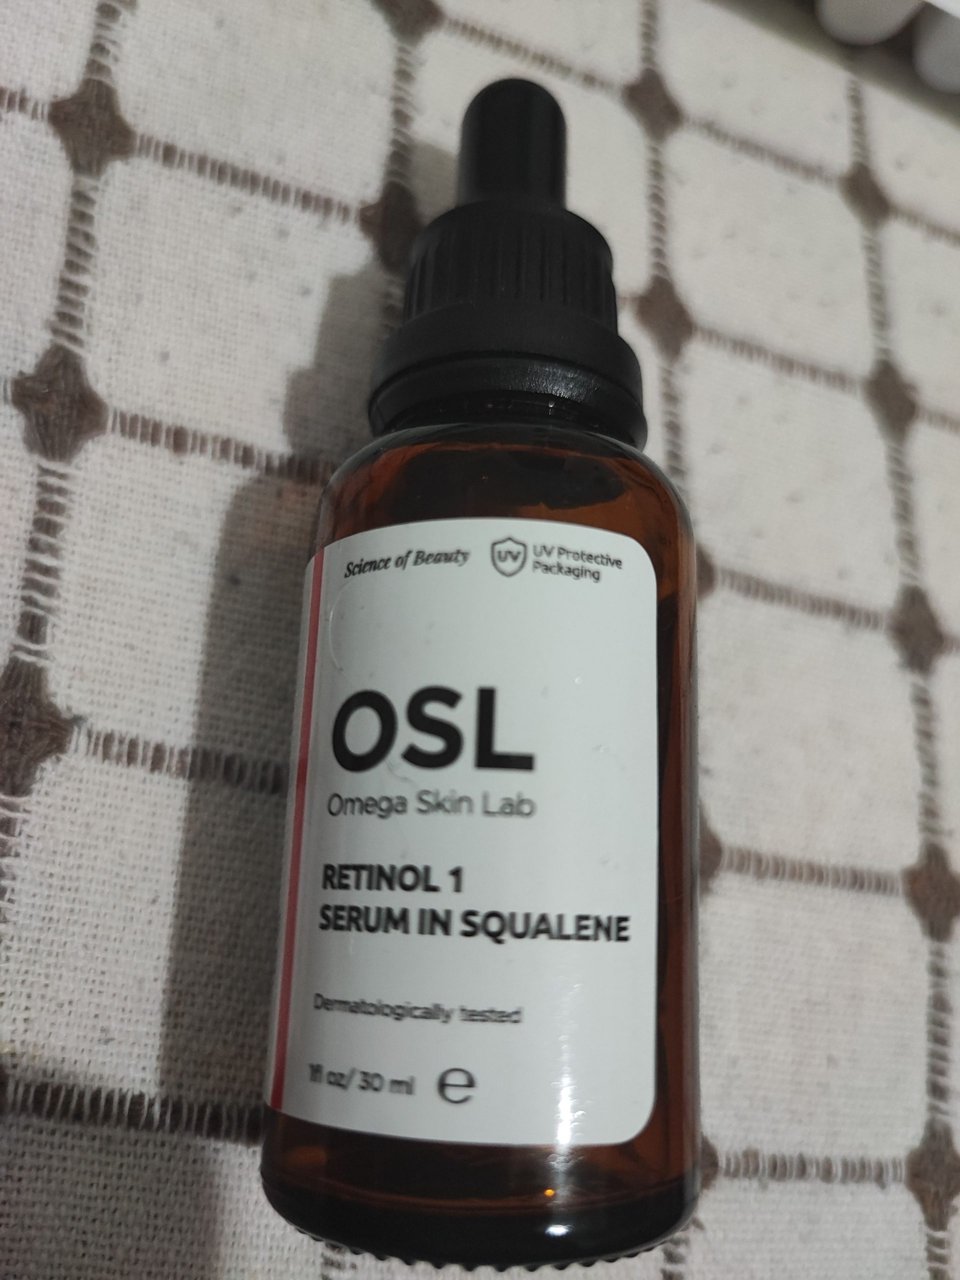 Science of Beauty
UV
UV Protective
Packaging
OSL
Omega Skin Lab
RETINOL 1
SERUM IN SQUALENE
Dermatologically tested
1fl oz/ 30 ml ℮